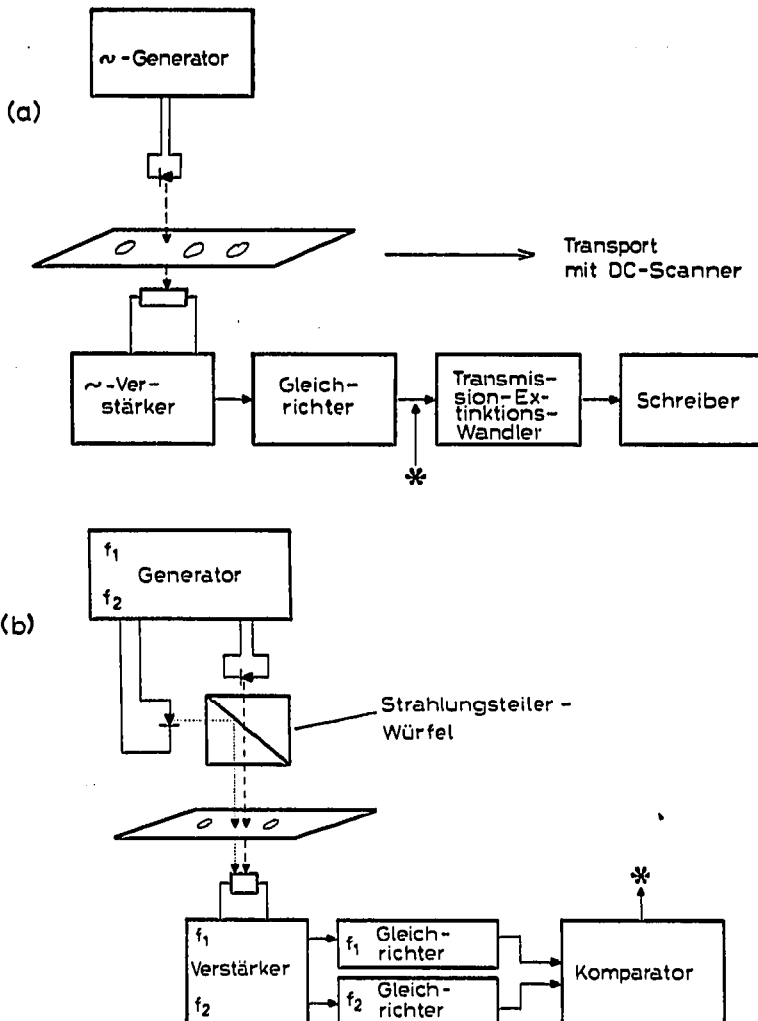 (a)
~-Generator
Transport
mit DC-Scanner
~-Ver-
stärker
Gleich-
richter
Transmis-
sion-Ex-
tinktions-
Wandler
Schreiber
*
(b)
f1
Generator
f2
Strahlungsteiler-
Würfel
*
f1
Verstärker
f2
f1 Gleich-
richter
f2 Gleich-
richter
Komparator